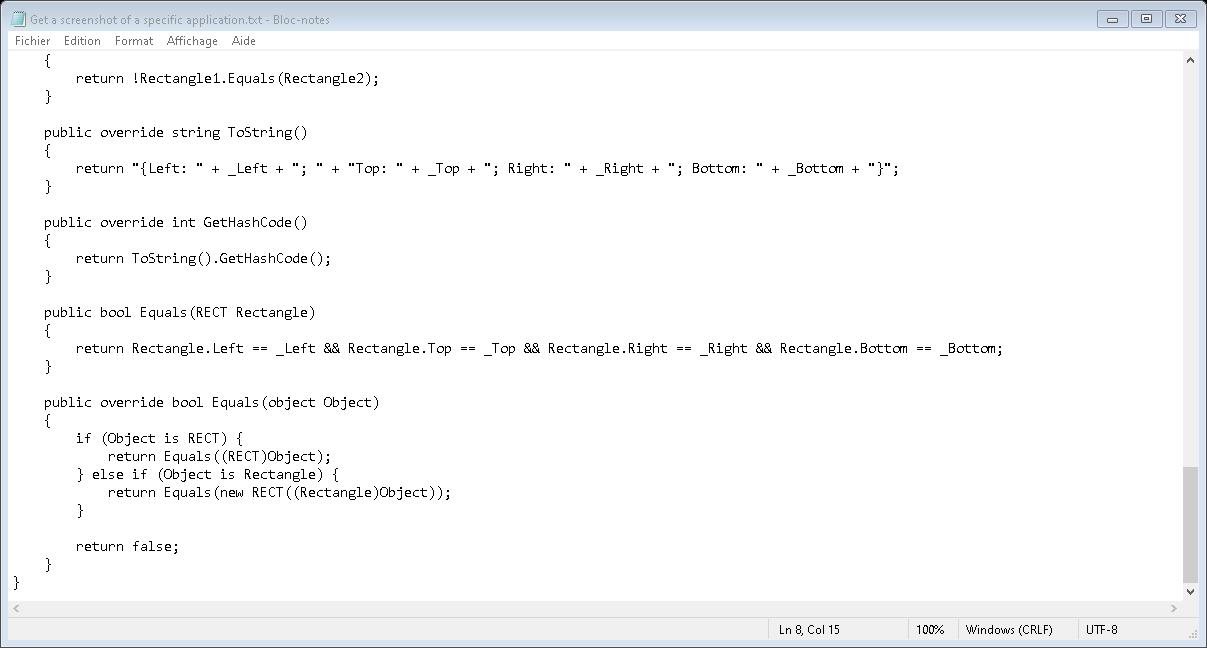 Get a screenshot of a specific application.txt - Bloc-notes
Fichier Edition Format Affichage Aide
{
return !Rectangle1.Equals(Rectangle2);
}
public override string ToString()
{
return "{Left: " + _Left + "; " + "Top: " + _Top + "; Right: " + _Right + "; Bottom: " + _Bottom + "}";
}
public override int GetHashCode()
{
return ToString().GetHashCode();
}
public bool Equals(RECT Rectangle)
{
return Rectangle.Left == _Left && Rectangle.Top == _Top && Rectangle.Right == _Right && Rectangle.Bottom == _Bottom;
}
public override bool Equals(object Object)
{
if (Object is RECT) {
return Equals((RECT)Object);
} else if (Object is Rectangle) {
return Equals(new RECT((Rectangle)Object));
}
return false;
}
}
Ln 8, Col 15 100% Windows (CRLF) UTF-8